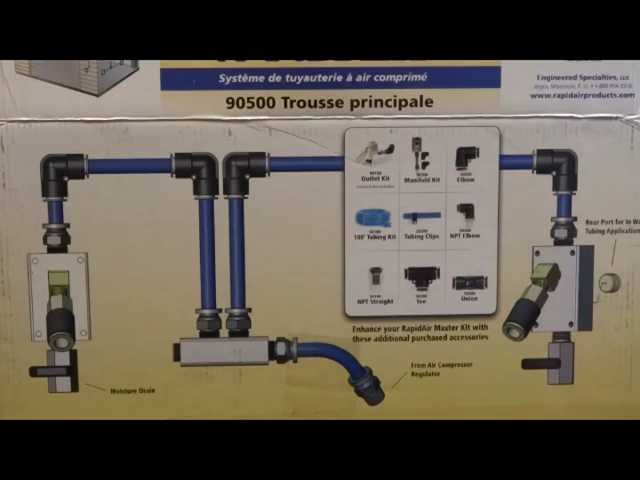 Système de tuyauterie à air comprimé
90500 Trousse principale
Engineered Specialties, LLC
www.rapidairproducts.com
Outlet Kit
Manifold Kit
Elbow
100' Tubing Kit
Tubing Clips
NPT Elbow
NPT Straight
Tee
Union
Rear Port for In Wa
Tubing Application
Enhance your RapidAir Master Kit with
these additional purchased accessories
From Air Compressor
Regulator
Moisture Drain